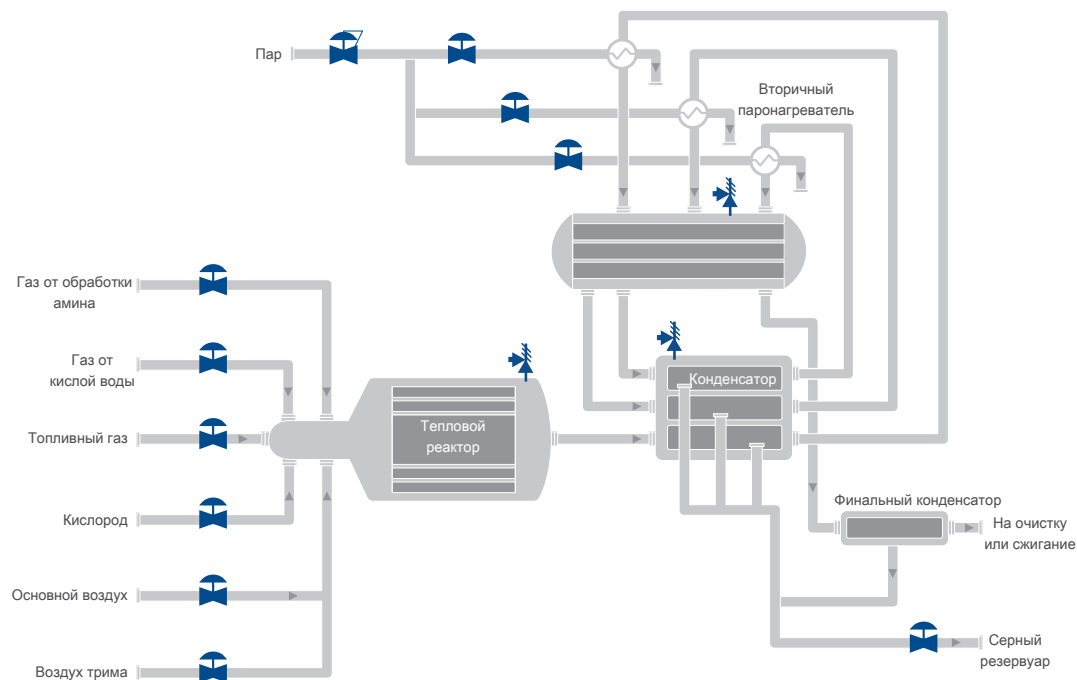 Пар
Вторичный
паронагреватель
Газ от обработки
амина
Газ от
кислой воды
Конденсатор
Топливный газ
Тепловой
реактор
Финальный конденсатор
Кислород
На очистку
или сжигание
Основной воздух
Серный
резервуар
Воздух трима